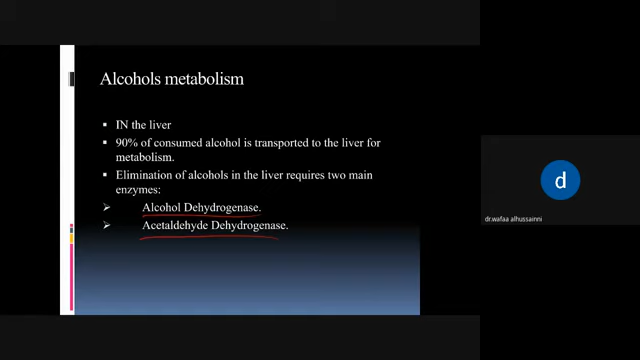 Alcohols metabolism
▪ IN the liver
▪ 90% of consumed alcohol is transported to the liver for
metabolism.
▪ Elimination of alcohols in the liver requires two main
enzymes:
➢ Alcohol Dehydrogenase.
➢ Acetaldehyde Dehydrogenase.
d
dr.wafaa alhussainni